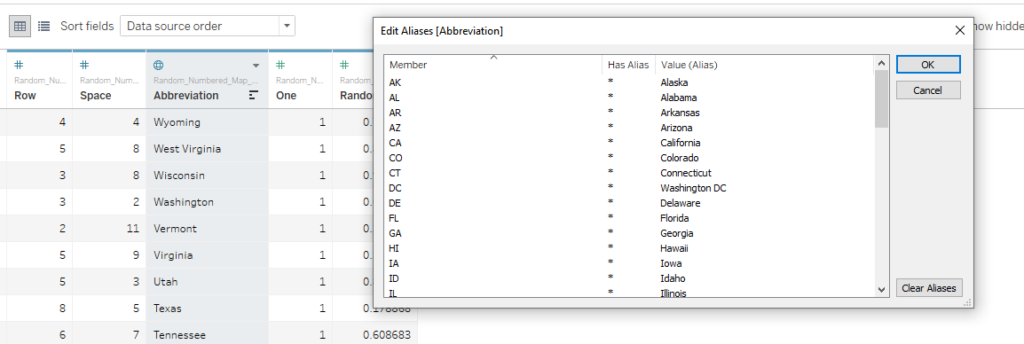 Sort fields Data source order
Edit Aliases [Abbreviation]
ow hidde
# # # #
Random_Nu... Random_Num... Random_Numbered_Map_... Random_N... Random_
Row Space Abbreviation One Rando
4 4 Wyoming 1 0.
5 8 West Virginia 1 0.
3 8 Wisconsin 1 0.
3 2 Washington 1 0.
2 11 Vermont 1 0.
5 9 Virginia 1 0.
5 3 Utah 1 0.
8 5 Texas 1 0.178868
6 7 Tennessee 1 0.608683
Member Has Alias Value (Alias)
AK * Alaska
AL * Alabama
AR * Arkansas
AZ * Arizona
CA * California
CO * Colorado
CT * Connecticut
DC * Washington DC
DE * Delaware
FL * Florida
GA * Georgia
HI * Hawaii
IA * Iowa
ID * Idaho
IL * Illinois
OK
Cancel
Clear Aliases